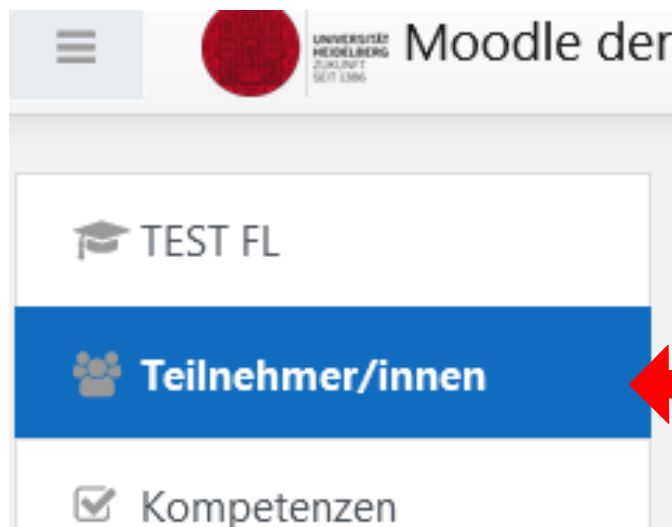 UNIVERSITÄT
HEIDELBERG
ZUKUNFT
SEIT 1386
Moodle der
TEST FL
Teilnehmer/innen
Kompetenzen